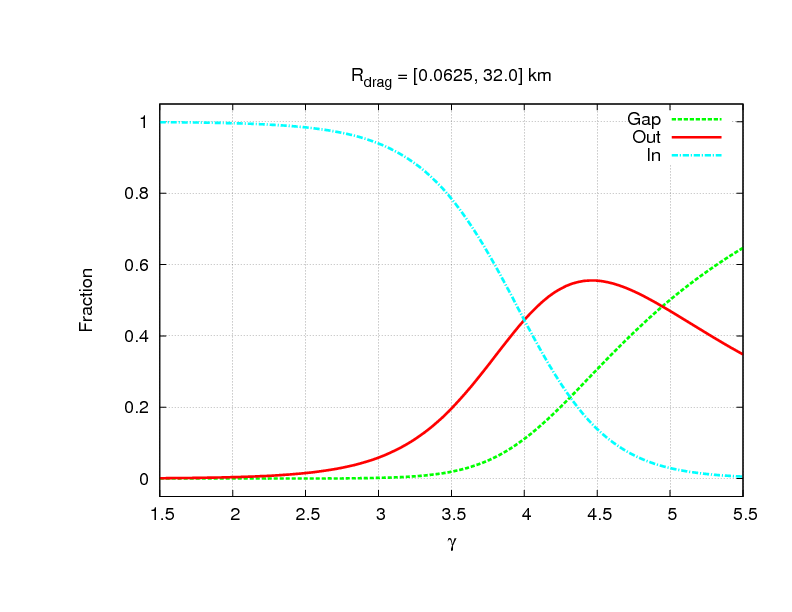 R_drag = [0.0625, 32.0] km
Gap
Out
In
1
0.8
0.6
0.4
0.2
0
Fraction
1.5 2 2.5 3 3.5 4 4.5 5 5.5
γ